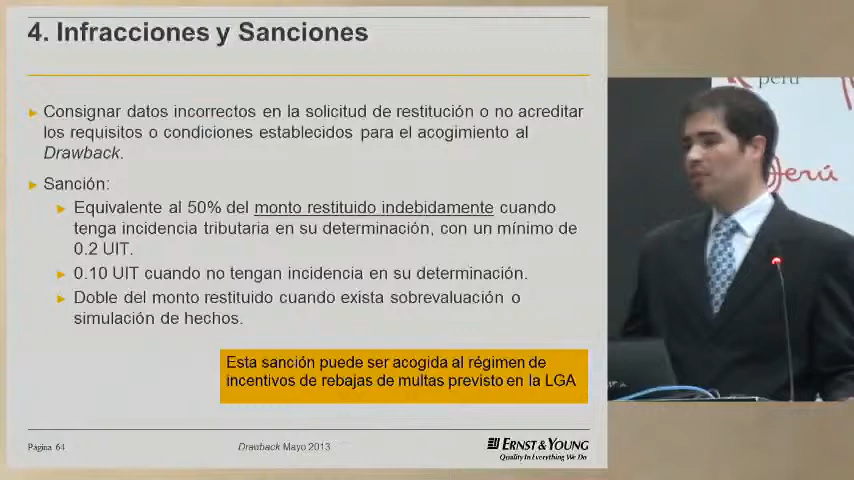 4. Infracciones y Sanciones
Consignar datos incorrectos en la solicitud de restitución o no acreditar
los requisitos o condiciones establecidos para el acogimiento al
Drawback.
Sanción:
Equivalente al 50% del monto restituido indebidamente cuando
tenga incidencia tributaria en su determinación, con un mínimo de
0.2 UIT.
0.10 UIT cuando no tengan incidencia en su determinación.
Doble del monto restituido cuando exista sobrevaluación o
simulación de hechos.
Esta sanción puede ser acogida al régimen de
incentivos de rebajas de multas previsto en la LGA
Página 64
Drawback Mayo 2013
ERNST & YOUNG
Quality In Everything We Do
perú
Perú